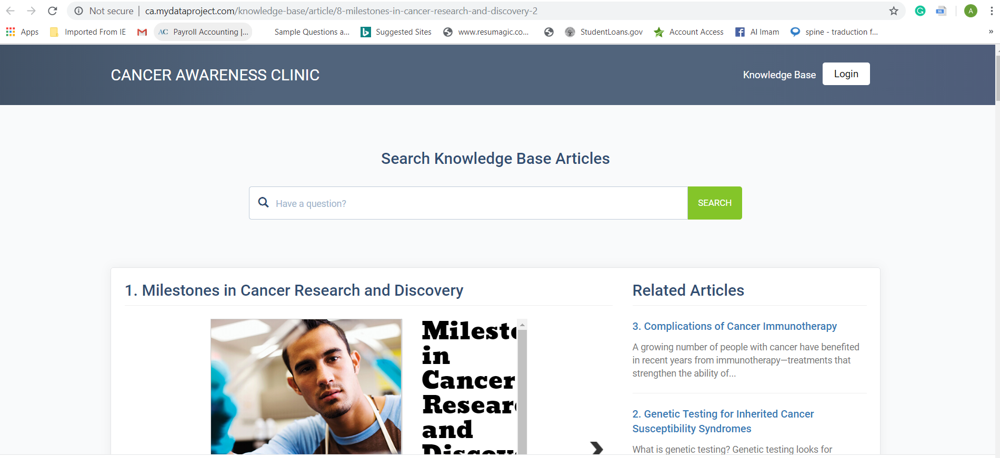 Not secure | ca.mydataproject.com/knowledge-base/article/8-milestones-in-cancer-research-and-discovery-2 A
Apps Imported From IE AC Payroll Accounting |... Sample Questions a... Suggested Sites www.resumagic.co... StudentLoans.gov Account Access Al Imam spine - traduction f... »
CANCER AWARENESS CLINIC
Knowledge Base Login
Search Knowledge Base Articles
Have a question? SEARCH
1. Milestones in Cancer Research and Discovery
Milesto
in
Cancer
Resear
and
Discov
Related Articles
3. Complications of Cancer Immunotherapy
A growing number of people with cancer have benefited
in recent years from immunotherapy—treatments that
strengthen the ability of...
2. Genetic Testing for Inherited Cancer
Susceptibility Syndromes
What is genetic testing? Genetic testing looks for